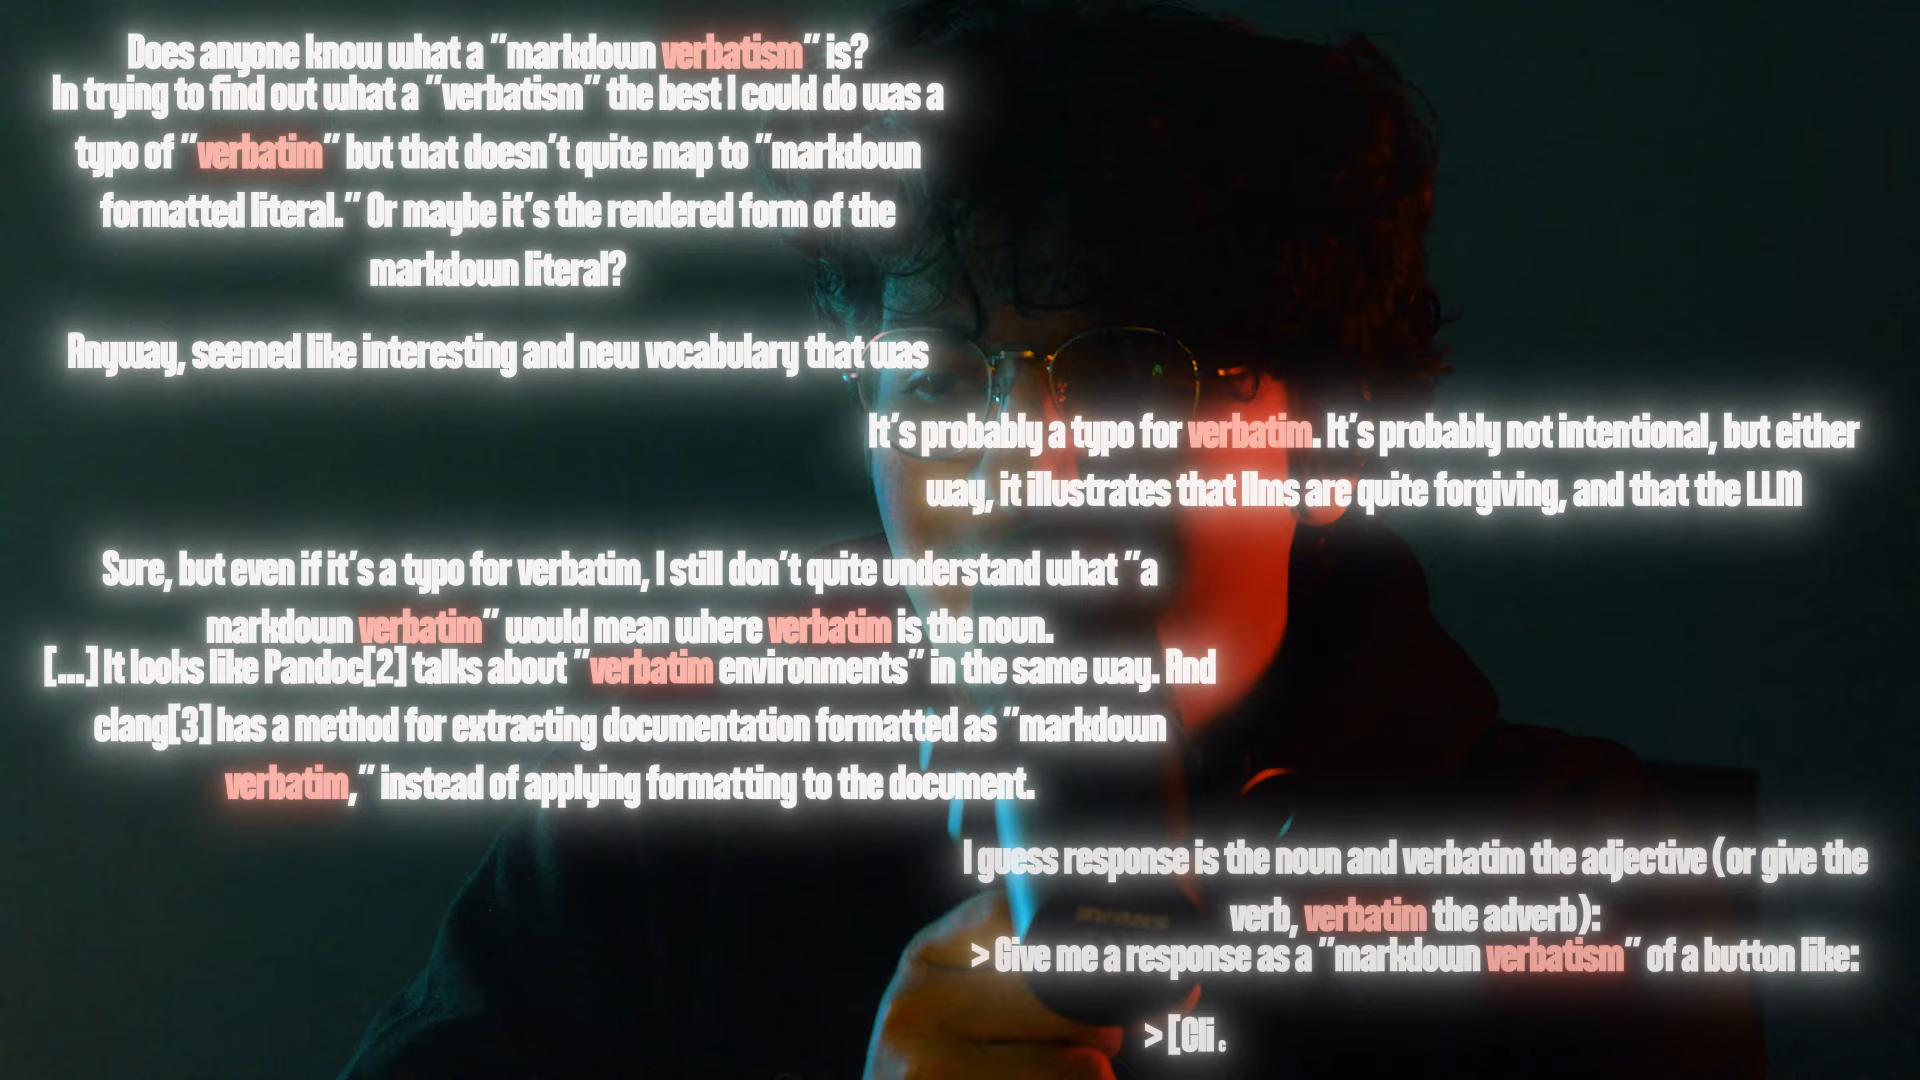 Does anyone know what a "markdown verbatism" is?
In trying to find out what a "verbatism" the best I could do was a
typo of "verbatim" but that doesn't quite map to "markdown
formatted literal." Or maybe it's the rendered form of the
markdown literal?
Anyway, seemed like interesting and new vocabulary that was
It's probably a typo for verbatim. It's probably not intentional, but either
way, it illustrates that llms are quite forgiving, and that the LLM
Sure, but even if it's a typo for verbatim, I still don't quite understand what "a
markdown verbatim" would mean where verbatim is the noun.
[...] It looks like Pandoc[2] talks about "verbatim environments" in the same way. And
clang[3] has a method for extracting documentation formatted as "markdown
verbatim," instead of applying formatting to the document.
I guess response is the noun and verbatim the adjective (or give the
verb, verbatim the adverb):
> Give me a response as a "markdown verbatism" of a button like:
> [Clic